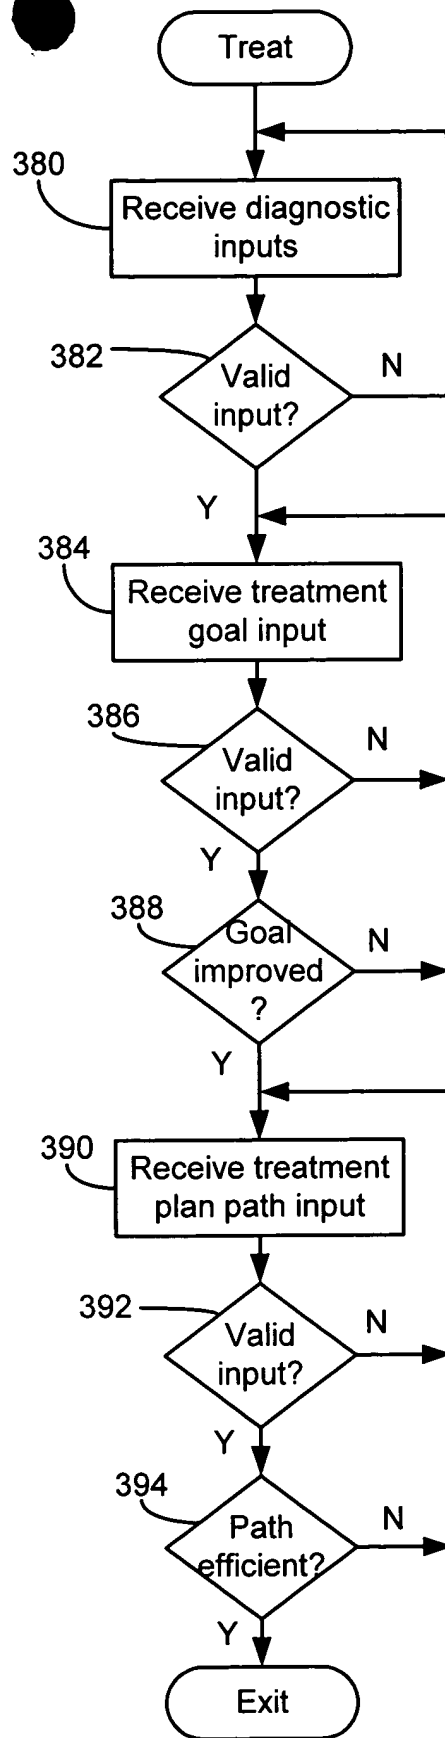 Treat
380
Receive diagnostic
inputs
382
Valid
input?
N
Y
384
Receive treatment
goal input
386
Valid
input?
N
Y
388
Goal
improved
?
N
Y
390
Receive treatment
plan path input
392
Valid
input?
N
Y
394
Path
efficient?
N
Y
Exit